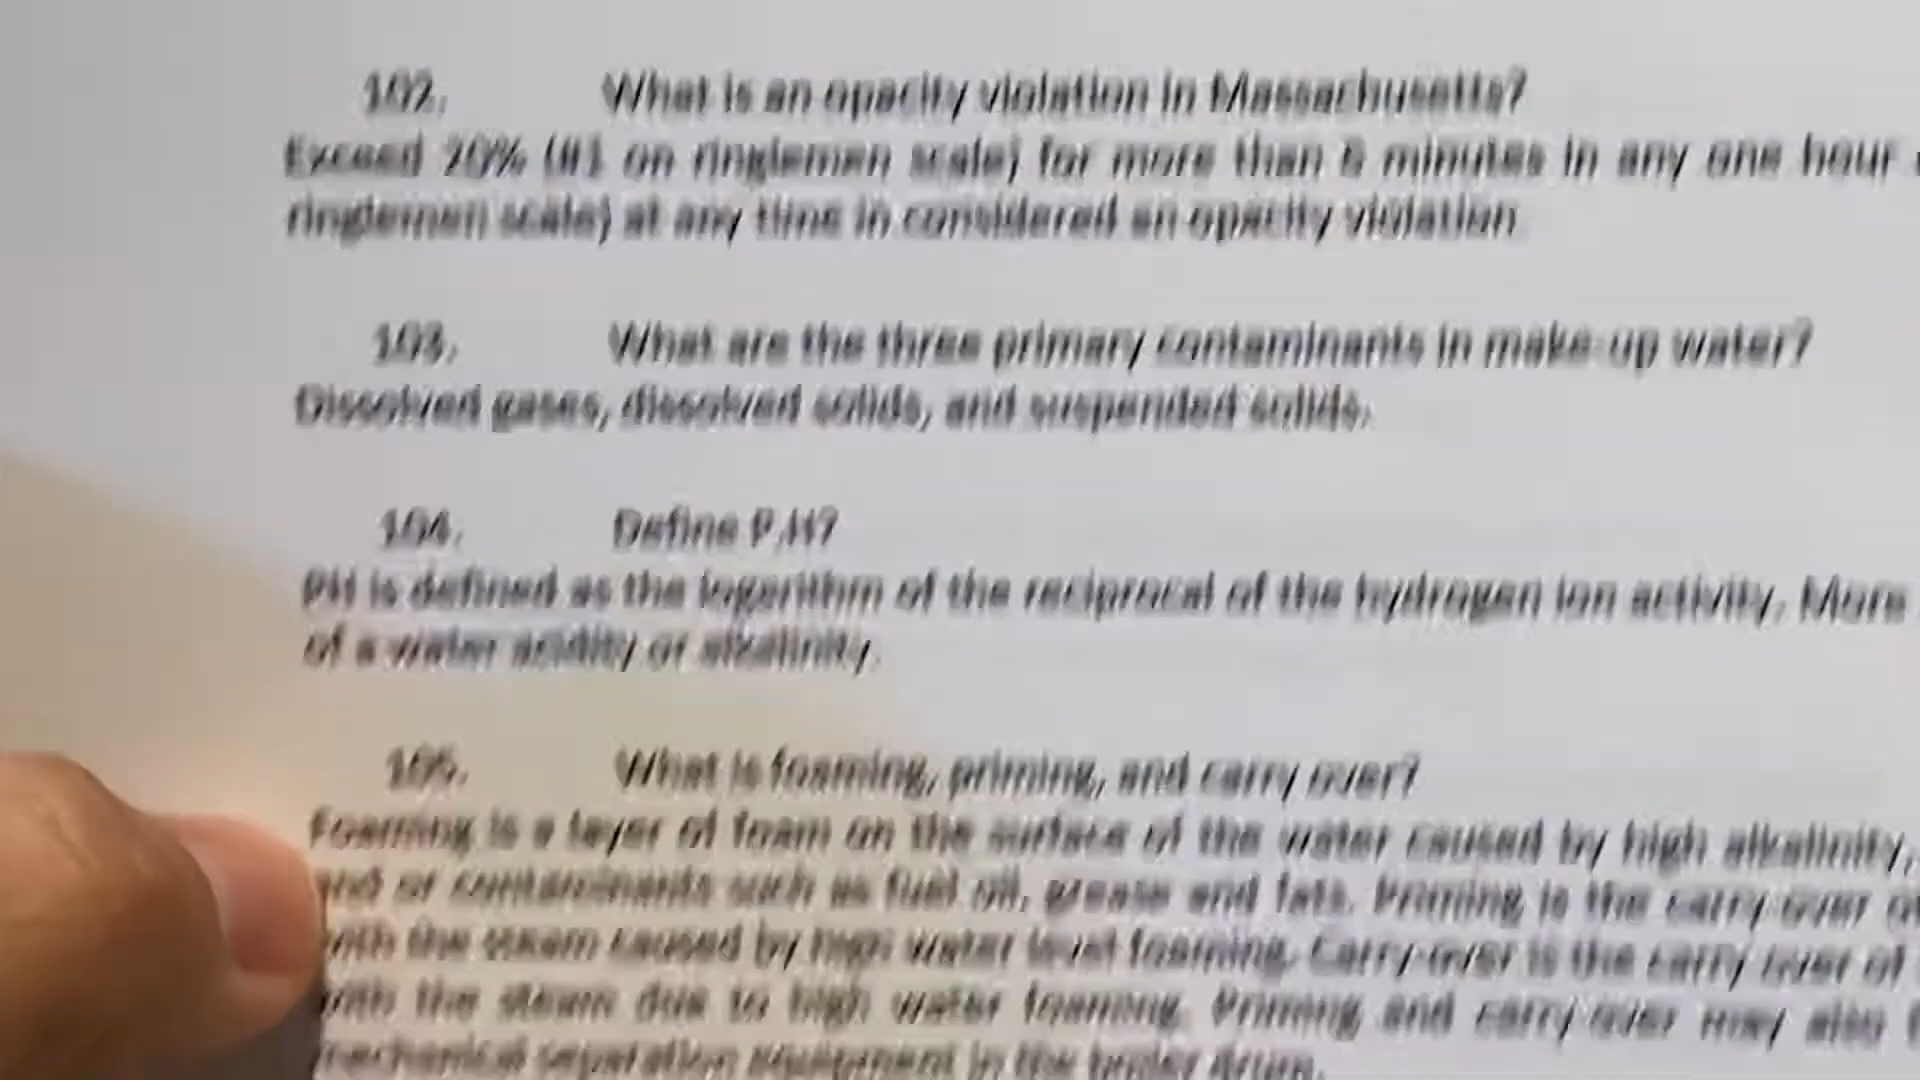 102. What is an opacity violation in Massachusetts?
Exceed 20% (#1 on ringlemen scale) for more than 6 minutes in any one hour
ringlemen scale) at any time in considered an opacity violation
103. What are the three primary contaminants in make-up water?
Dissolved gases, dissolved solids, and suspended solids.
104. Define P.H?
PH is defined as the logarithm of the reciprocal of the hydrogen ion activity. More
of a water acidity or alkalinity.
105. What is foaming, priming, and carry over?
Foaming is a layer of foam on the surface of the water caused by high alkalinity,
and or contaminants such as fuel oil, grease and fats. Priming is the carry-over
with the steam caused by high water level foaming. Carry-over is the carry over of
with the steam due to high water foaming. Priming and carry-over may also
mechanical separation equipment in the boiler drum.